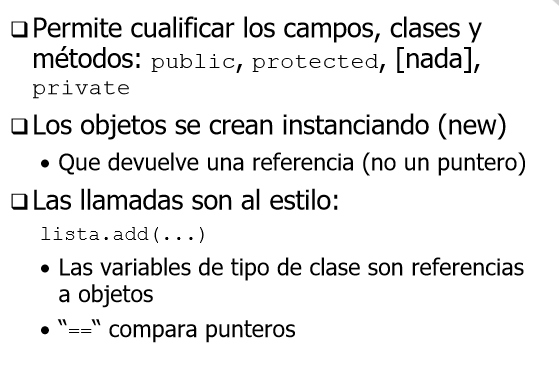 Permite cualificar los campos, clases y
métodos: public, protected, [nada],
private
Los objetos se crean instanciando (new)
• Que devuelve una referencia (no un puntero)
Las llamadas son al estilo:
lista.add(...)
• Las variables de tipo de clase son referencias
a objetos
• “==“ compara punteros